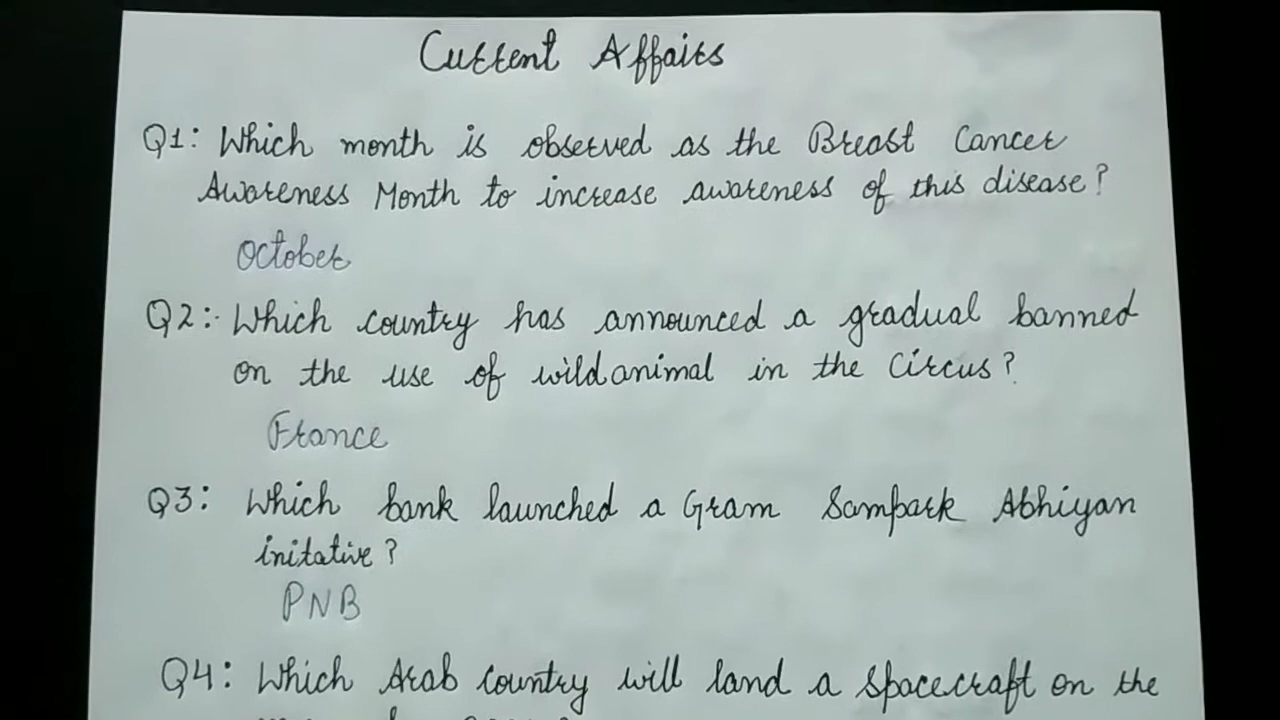 Current Affairs
Q1: Which month is observed as the Breast Cancer
Awareness Month to increase awareness of this disease?
October
Q2: Which country has announced a gradual banned
on the use of wild animal in the Circus?
France
Q3: Which bank launched a Gram Sampark Abhiyan
initative?
PNB
Q4: Which Arab country will land a spacecraft on the